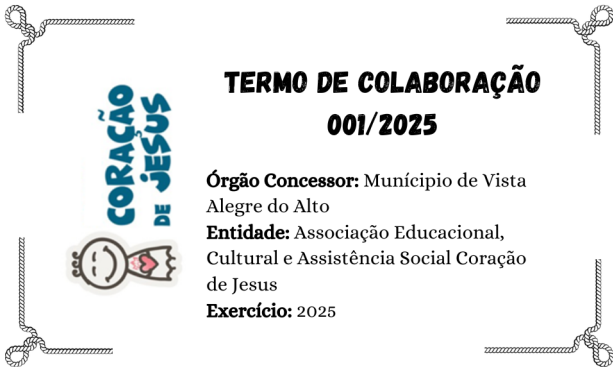 CORAÇÃO
DE JESUS
TERMO DE COLABORAÇÃO
001/2025
Órgão Concessor: Munícipio de Vista
Alegre do Alto
Entidade: Associação Educacional,
Cultural e Assistência Social Coração
de Jesus
Exercício: 2025